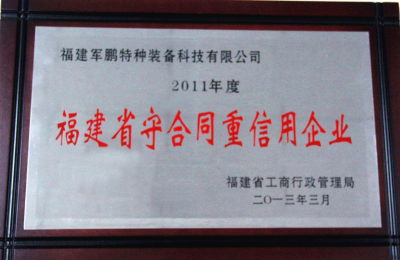 福建军鹏特种装备科技有限公司
2011年度
福建省守合同重信用企业
福建省工商行政管理局
二〇一三年三月